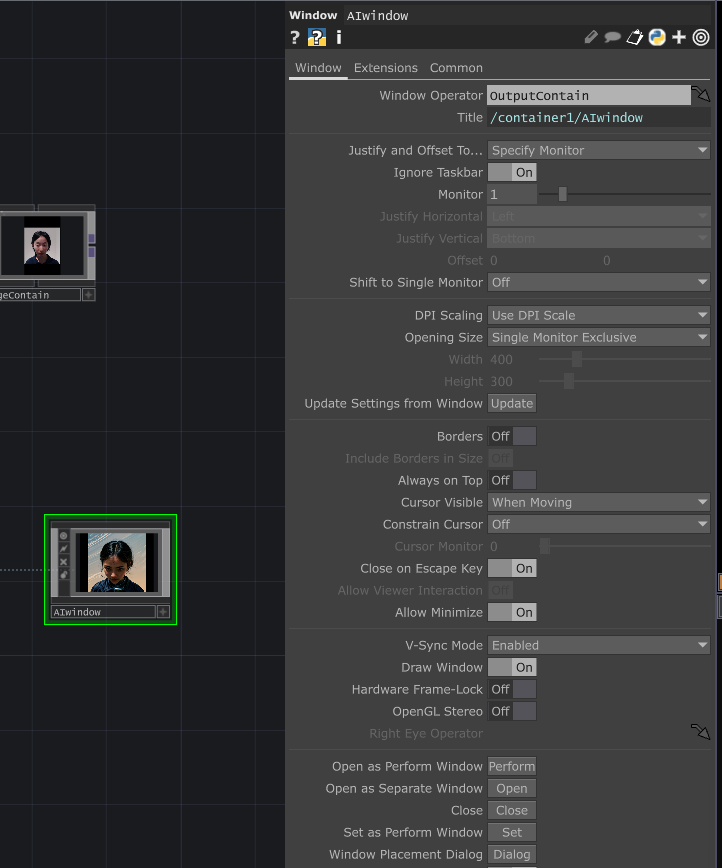 Window AIwindow
? ? i
Window Extensions Common
Window Operator OutputContain
Title /container1/AIwindow
Justify and Offset To... Specify Monitor
Ignore Taskbar On
Monitor 1
Justify Horizontal Left
Justify Vertical Bottom
Offset 0 0
Shift to Single Monitor Off
geContain +
DPI Scaling Use DPI Scale
Opening Size Single Monitor Exclusive
Width 400
Height 300
Update Settings from Window Update
Borders Off
Include Borders in Size Off
Always on Top Off
Cursor Visible When Moving
Constrain Cursor Off
Cursor Monitor 0
Close on Escape Key On
Allow Viewer Interaction Off
Allow Minimize On
AIwindow +
V-Sync Mode Enabled
Draw Window On
Hardware Frame-Lock Off
OpenGL Stereo Off
Right Eye Operator
Open as Perform Window Perform
Open as Separate Window Open
Close Close
Set as Perform Window Set
Window Placement Dialog Dialog